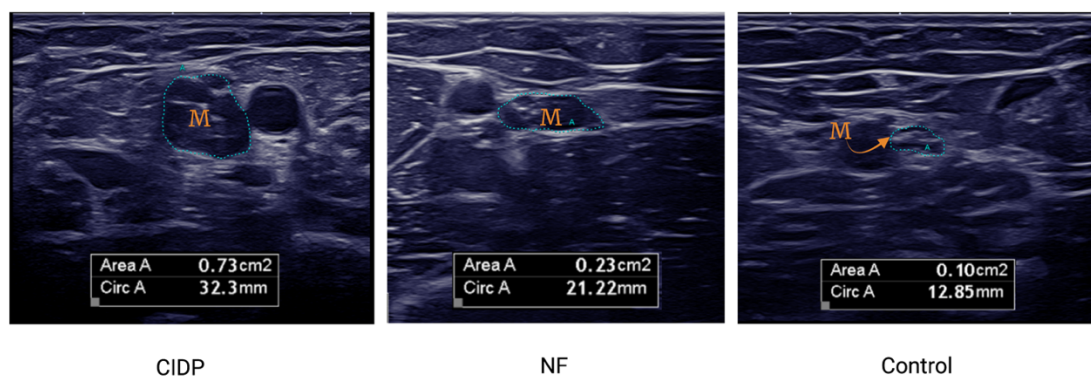 A
M
Area A 0.73cm2
Circ A 32.3mm
M
A
Area A 0.23cm2
Circ A 21.22mm
M
A
Area A 0.10cm2
Circ A 12.85mm
CIDP
NF
Control